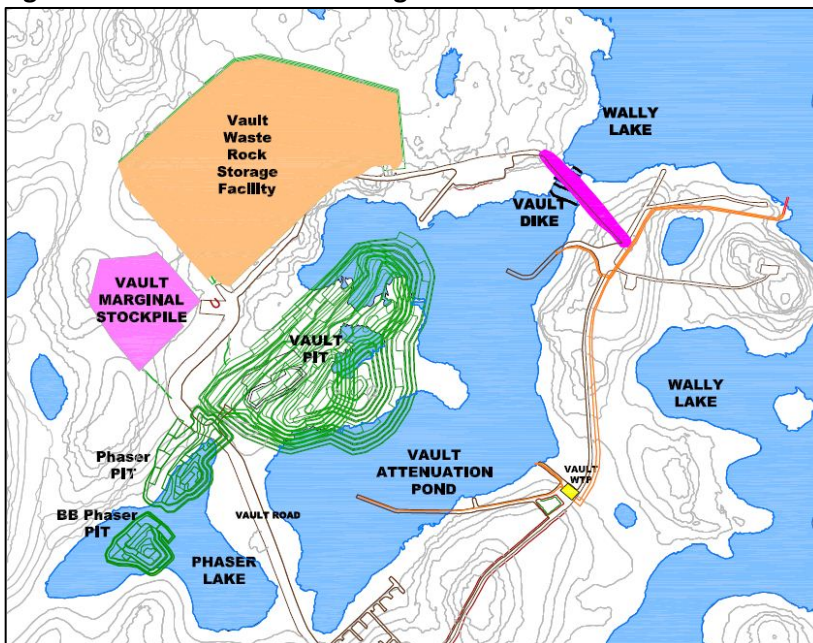 Vault
Waste
Rock
Storage
Facility
WALLY
LAKE
VAULT
DIKE
VAULT
MARGINAL
STOCKPILE
VAULT
PIT
WALLY
LAKE
Phaser
PIT
VAULT
ATTENUATION
POND
VAULT
WTP
BB Phaser
PIT
VAULT ROAD
PHASER
LAKE